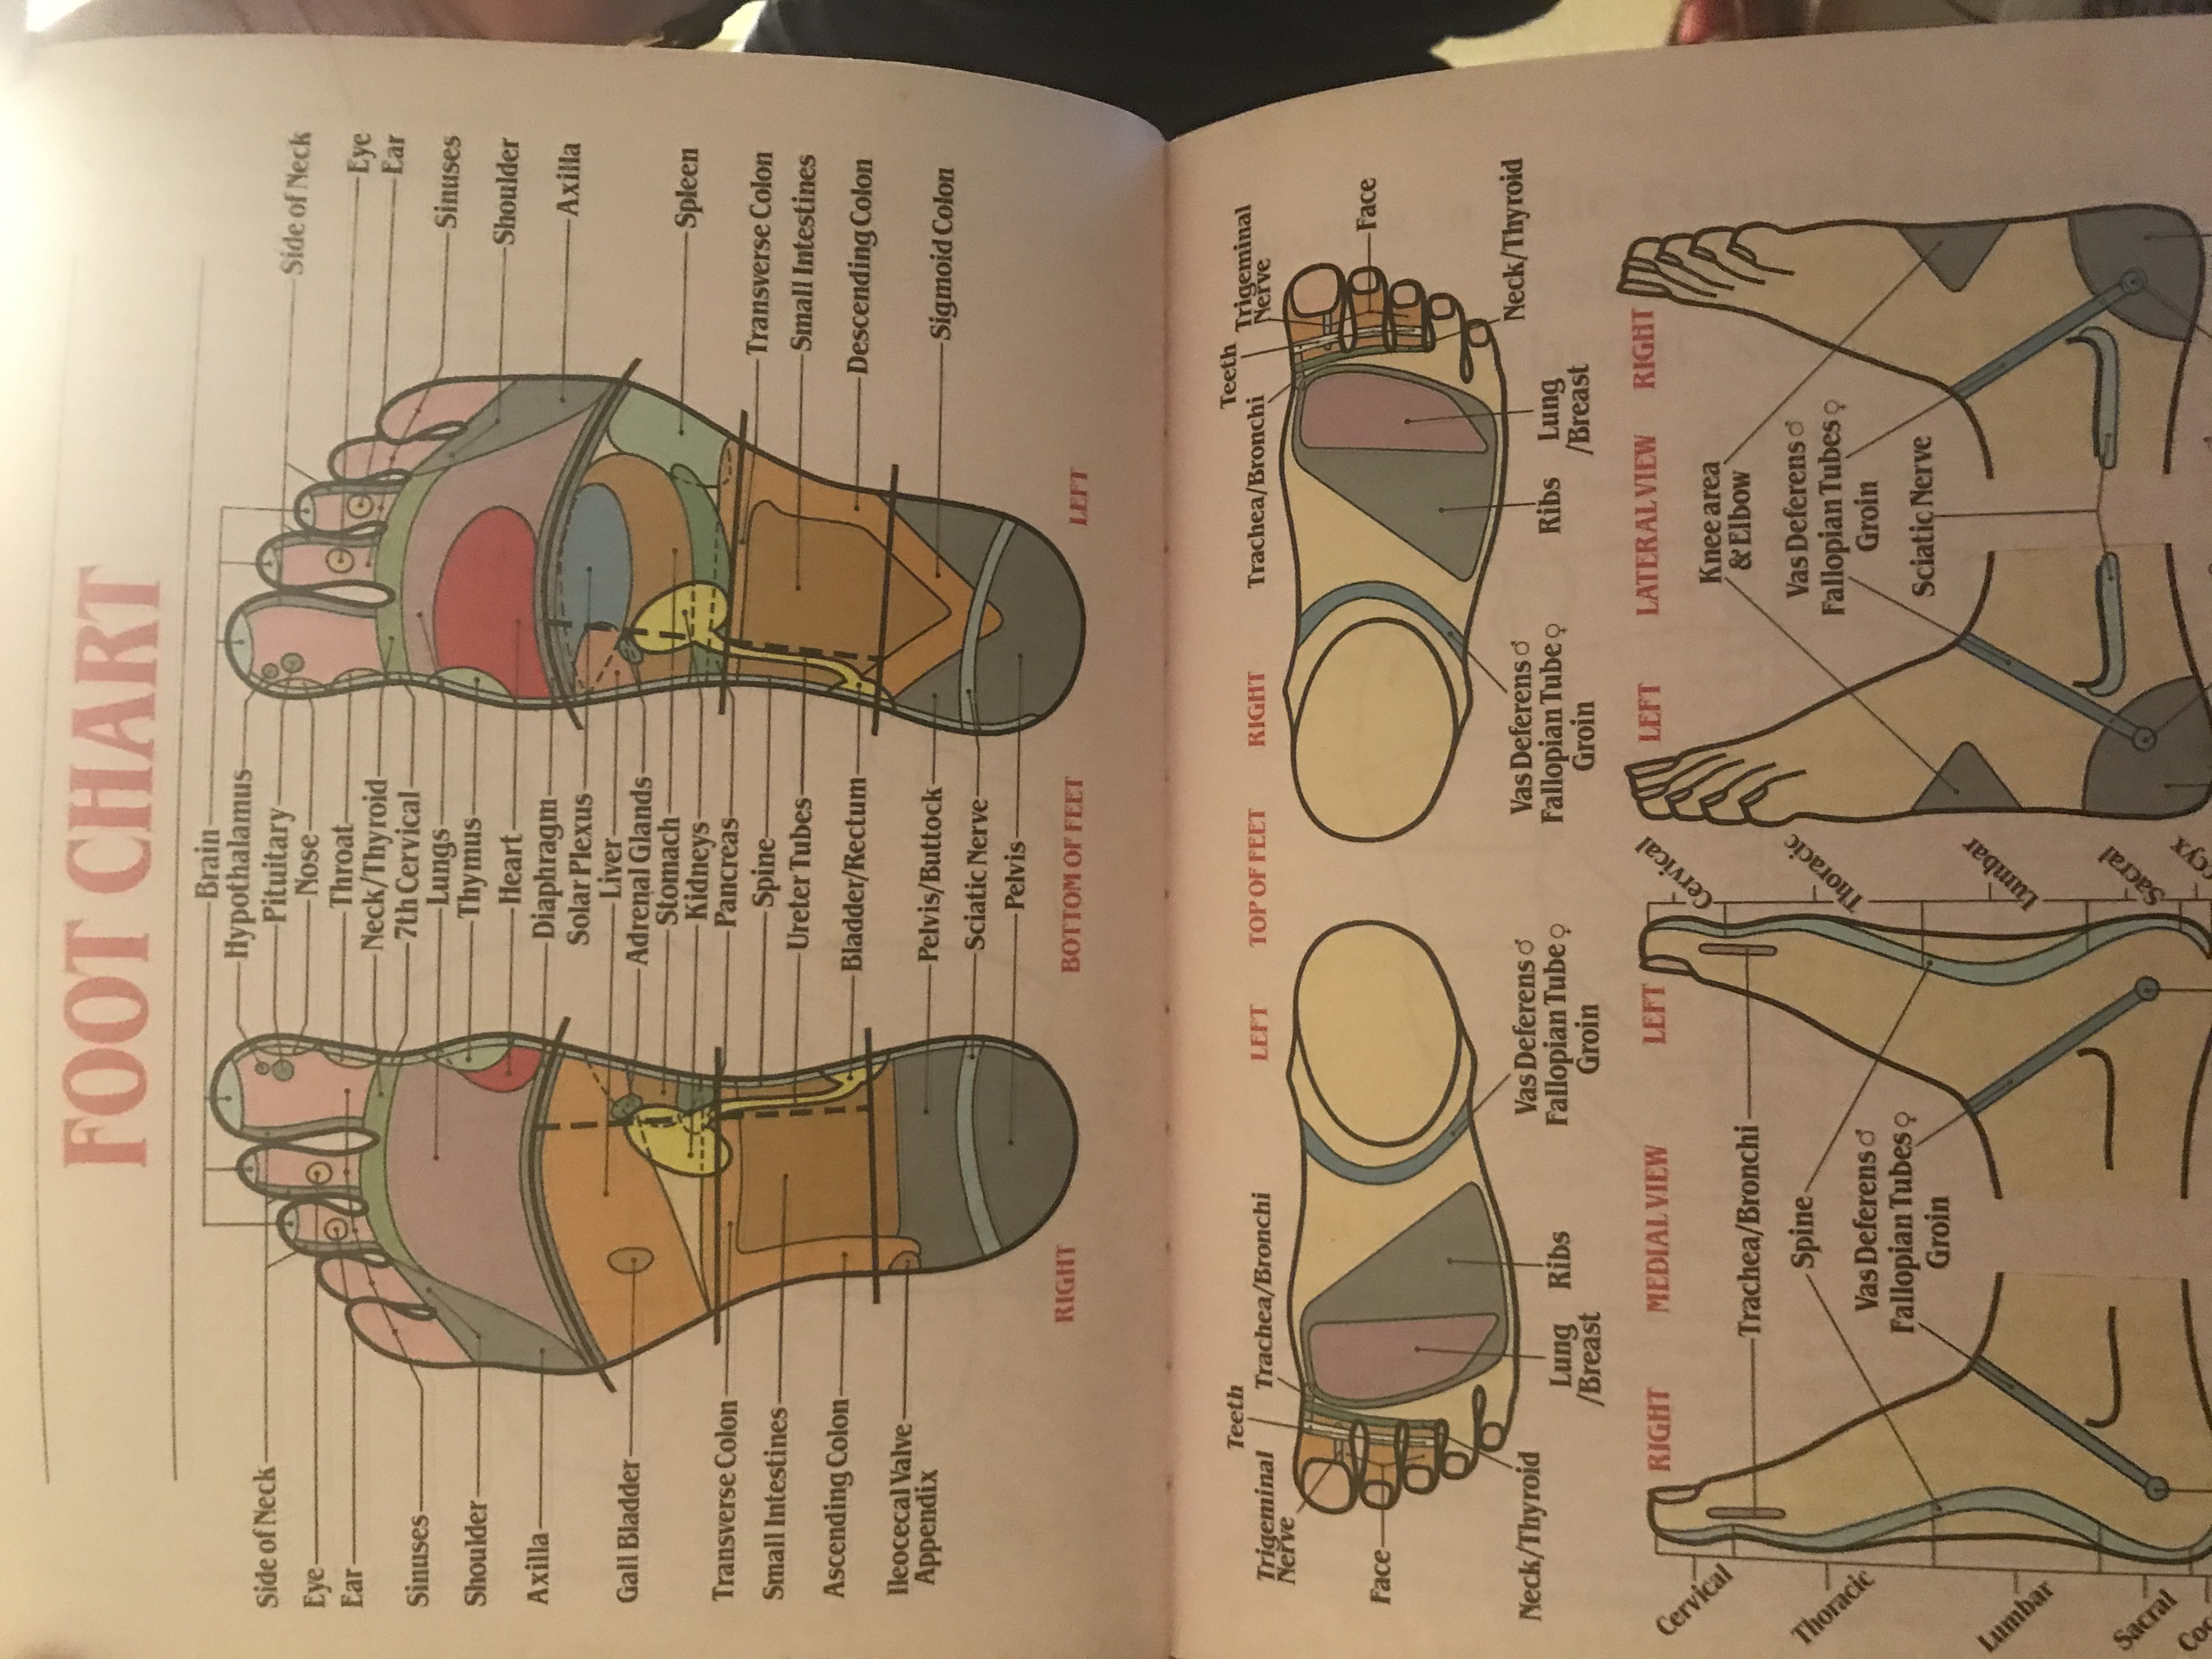 FOOT CHART
Brain
Hypothalamus
Pituitary
Nose
Throat
Neck/Thyroid
7th Cervical
Lungs
Thymus
Heart
Diaphragm
Solar Plexus
Liver
Adrenal Glands
Stomach
Kidneys
Pancreas
Spine
Ureter Tubes
Bladder/Rectum
Pelvis/Buttock
Sciatic Nerve
Pelvis
Side of Neck
Eye
Ear
Sinuses
Shoulder
Axilla
Gall Bladder
Transverse Colon
Small Intestines
Ascending Colon
Ileocecal Valve
Appendix
Side of Neck
Eye
Ear
Sinuses
Shoulder
Axilla
Spleen
Transverse Colon
Small Intestines
Descending Colon
Sigmoid Colon
RIGHT BOTTOM OF FEET LEFT
LEFT TOP OF FEET RIGHT
Teeth
Trigeminal
Nerve
Trachea/Bronchi
Face
Neck/Thyroid
Lung
/Breast
Ribs
Vas Deferens ♂
Fallopian Tube ♀
Groin
Trachea/Bronchi
Teeth
Trigeminal
Nerve
Face
Vas Deferens ♂
Fallopian Tube ♀
Groin
Ribs
Lung
/Breast
Neck/Thyroid
RIGHT MEDIAL VIEW LEFT
Cervical
Thoracic
Lumbar
Sacral
Trachea/Bronchi
Spine
Vas Deferens ♂
Fallopian Tubes ♀
Groin
Cervical
Thoracic
Lumbar
Sacral
LEFT LATERAL VIEW RIGHT
Knee area
& Elbow
Vas Deferens ♂
Fallopian Tubes ♀
Groin
Sciatic Nerve